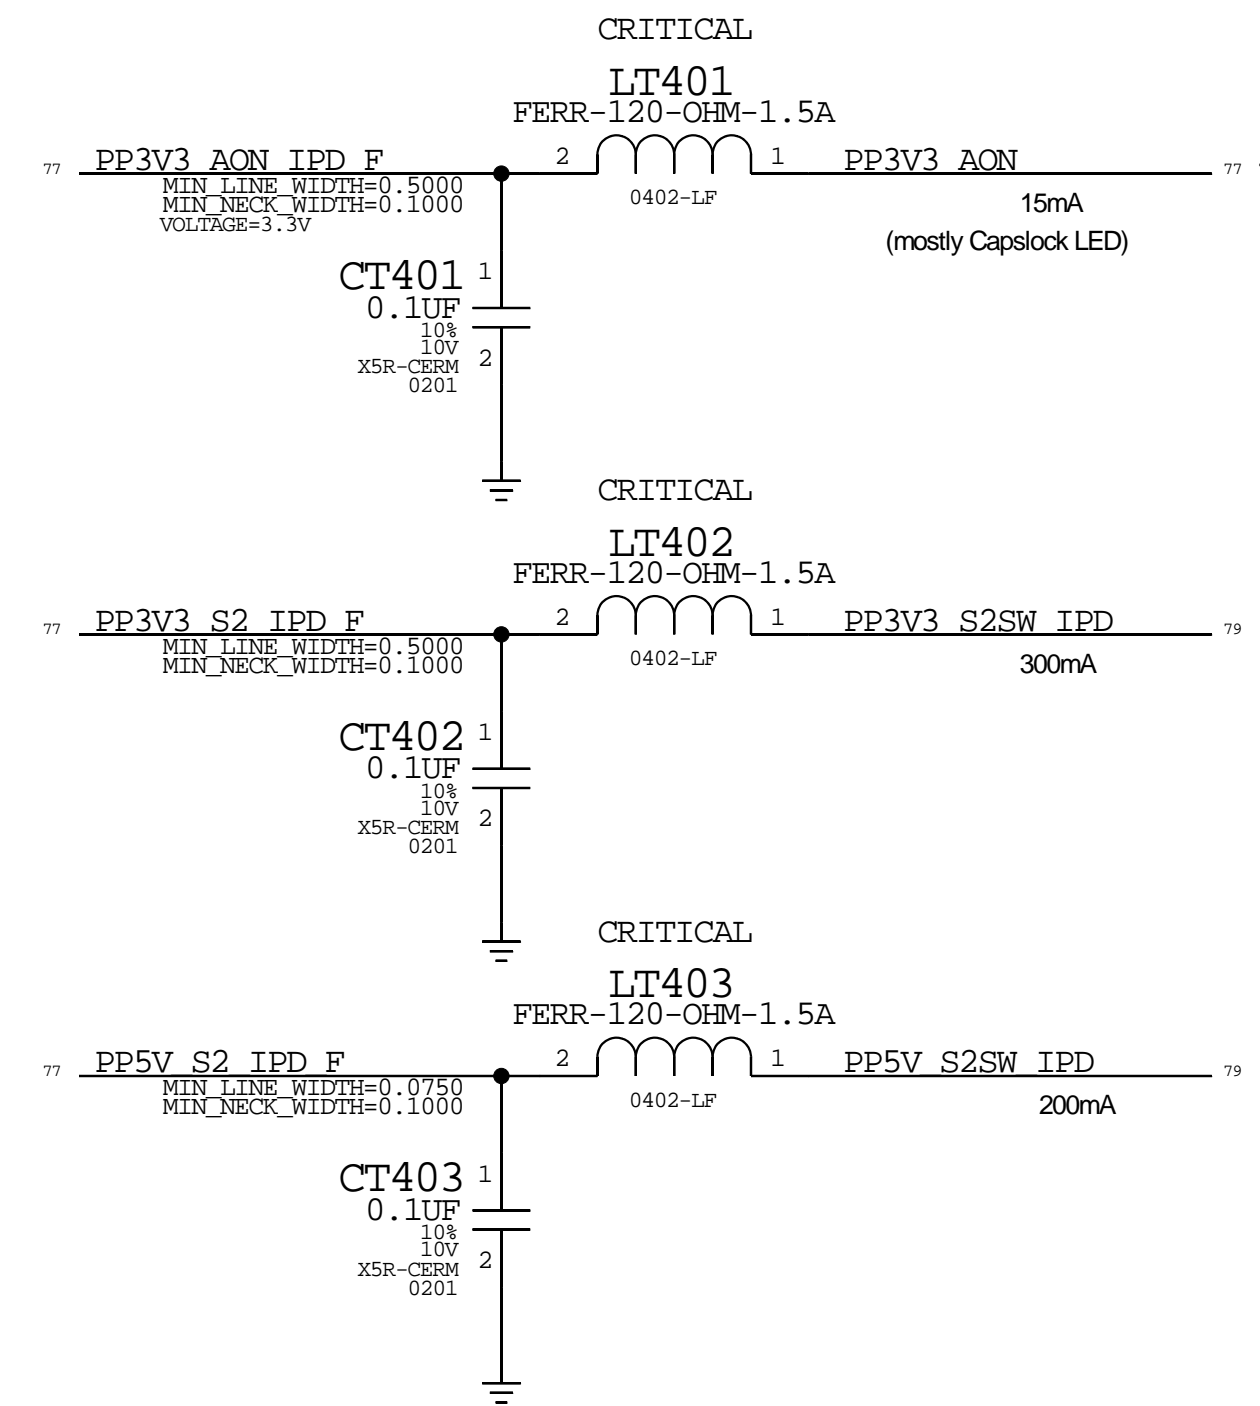 CRITICAL
LT401
FERR-120-OHM-1.5A
77 PP3V3_AON_IPD_F 2 1 PP3V3_AON 77
MIN_LINE_WIDTH=0.5000
MIN_NECK_WIDTH=0.1000
VOLTAGE=3.3V
0402-LF
15mA
(mostly Capslock LED)
CT401 1
0.1UF
10%
10V
X5R-CERM 2
0201
CRITICAL
LT402
FERR-120-OHM-1.5A
77 PP3V3_S2_IPD_F 2 1 PP3V3_S2SW_IPD 79
MIN_LINE_WIDTH=0.5000
MIN_NECK_WIDTH=0.1000
0402-LF
300mA
CT402 1
0.1UF
10%
10V
X5R-CERM 2
0201
CRITICAL
LT403
FERR-120-OHM-1.5A
77 PP5V_S2_IPD_F 2 1 PP5V_S2SW_IPD 79
MIN_LINE_WIDTH=0.0750
MIN_NECK_WIDTH=0.1000
0402-LF
200mA
CT403 1
0.1UF
10%
10V
X5R-CERM 2
0201